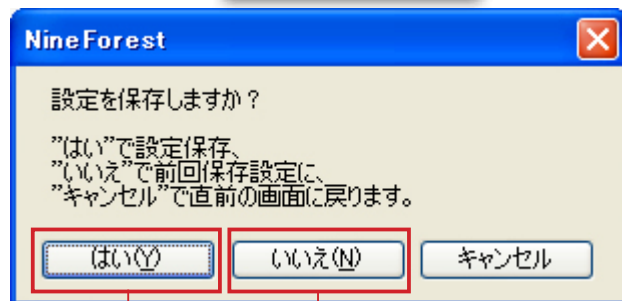 NineForest
設定を保存しますか？
”はい”で設定保存、
”いいえ”で前回保存設定に、
”キャンセル”で直前の画面に戻ります。
はい(Y)
いいえ(N)
キャンセル